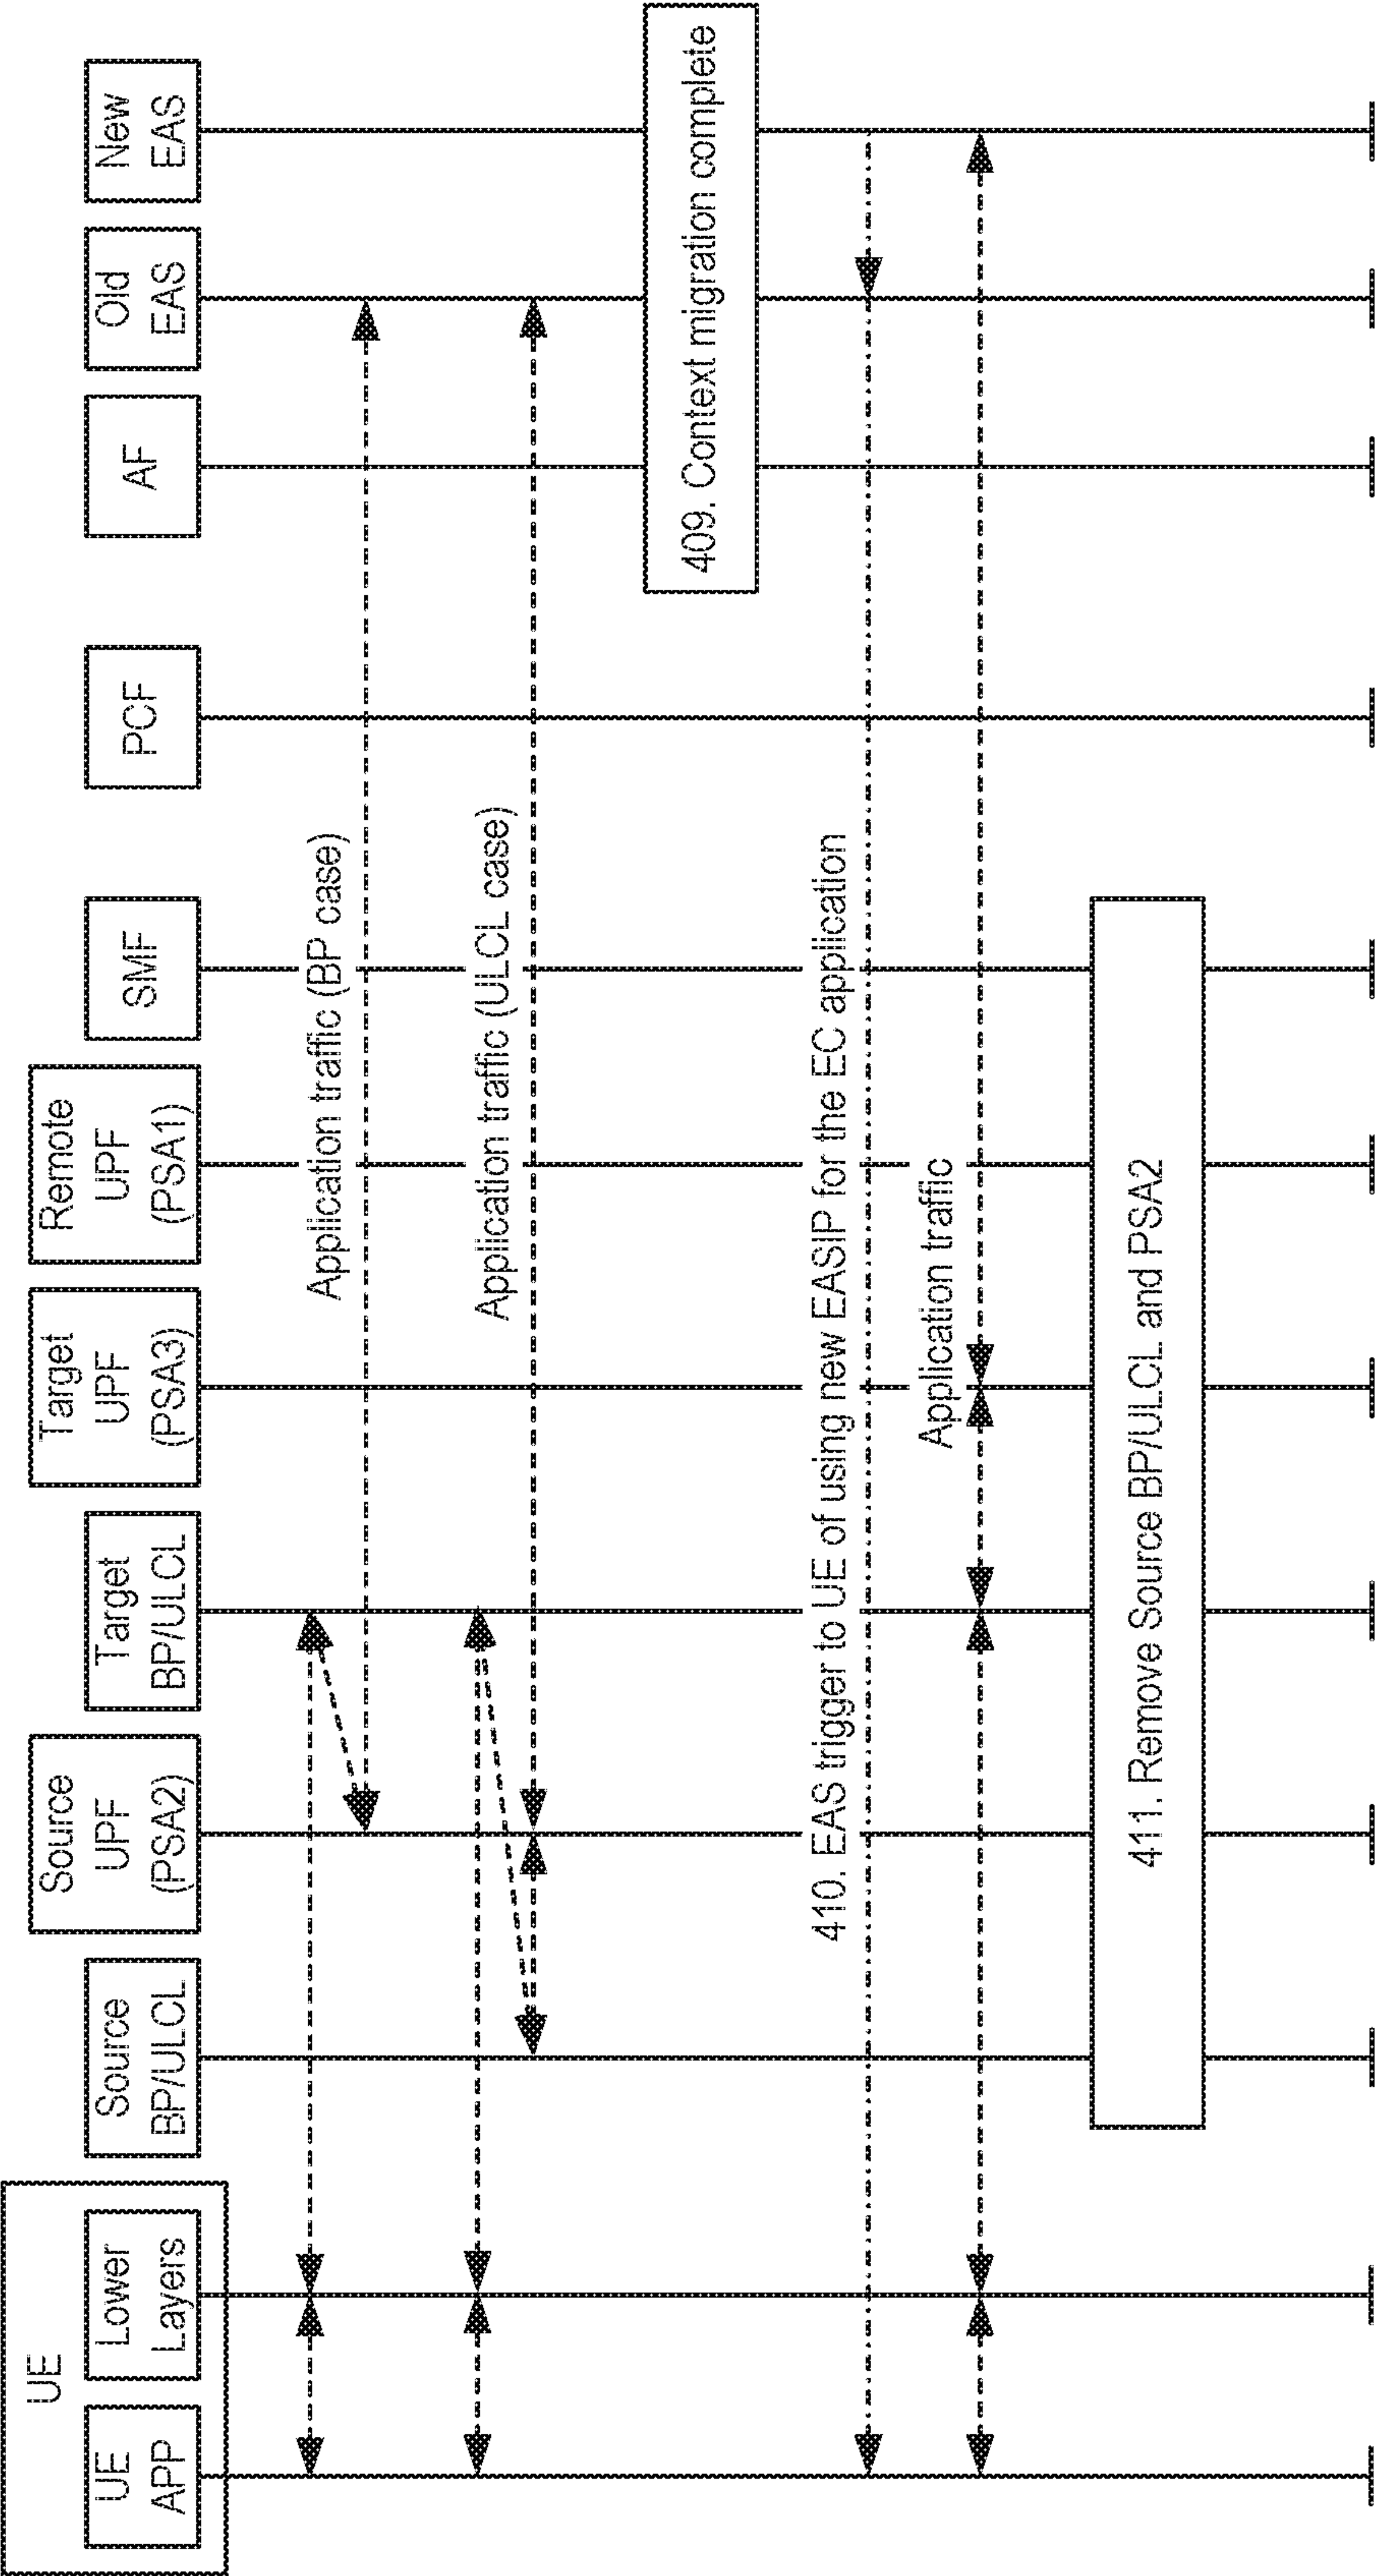 UE
UE
APP
Lower
Layers
Source
BP/ULCL
Source
UPF
(PSA2)
Target
BP/ULCL
Target
UPF
(PSA3)
Remote
UPF
(PSA1)
SMF
PCF
AF
Old
EAS
New
EAS
Application traffic (BP case)
Application traffic (ULCL case)
409. Context migration complete
410. EAS trigger to UE of using new EASIP for the EC application
Application traffic
411. Remove Source BP/ULCL and PSA2